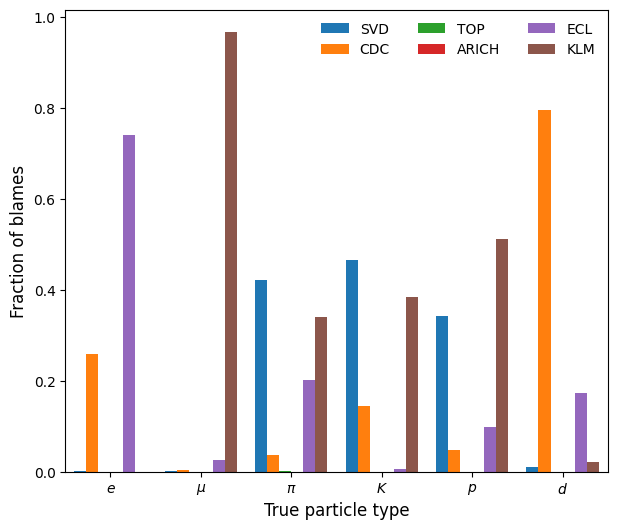 SVD TOP ECL
CDC ARICH KLM
Fraction of blames
1.0
0.8
0.6
0.4
0.2
0.0
e μ π K p d
True particle type